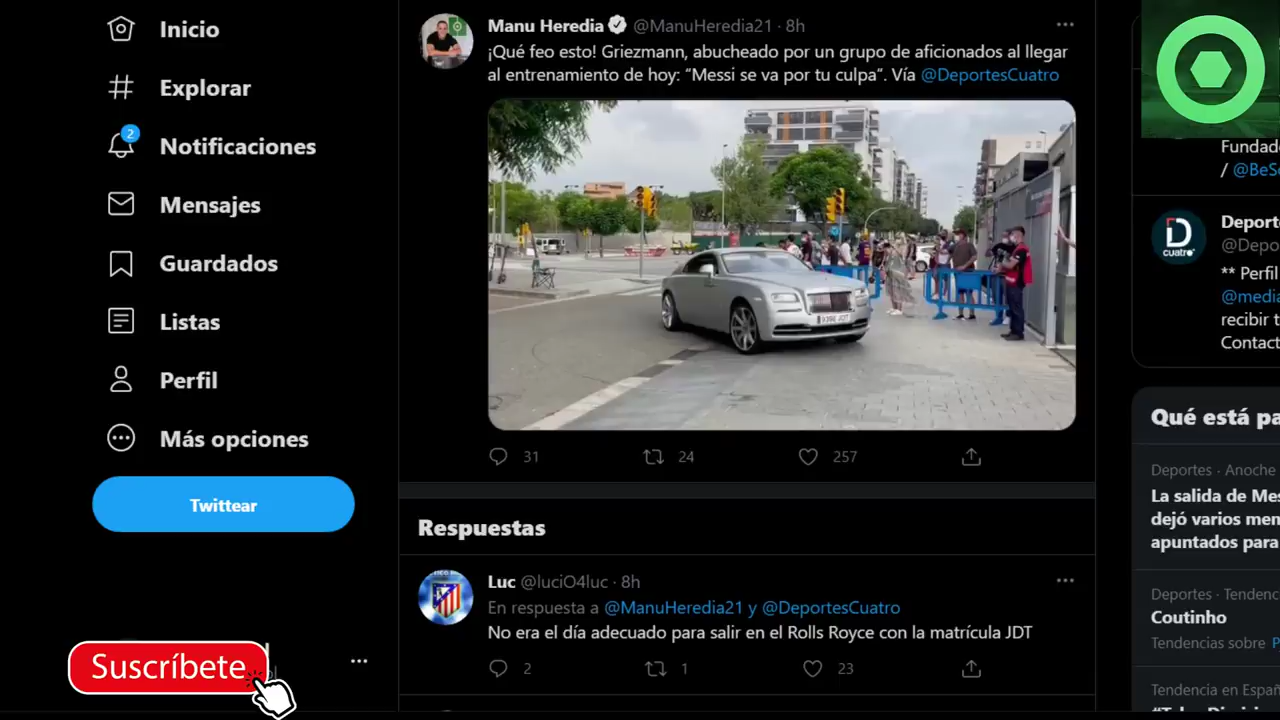 Inicio
Explorar
2
Notificaciones
Mensajes
Guardados
Listas
Perfil
Más opciones
Twittear
Suscríbete
Manu Heredia @ManuHeredia21 · 8h
¡Qué feo esto! Griezmann, abucheado por un grupo de aficionados al llegar
al entrenamiento de hoy: “Messi se va por tu culpa”. Vía @DeportesCuatro
31 24 257
Respuestas
Luc @luciO4luc · 8h
En respuesta a @ManuHeredia21 y @DeportesCuatro
No era el día adecuado para salir en el Rolls Royce con la matrícula JDT
2 1 23
Fundad
/ @BeSo
D
cuatro
Deport
@Depo
** Perfil
@media
recibir t
Contact
Qué está pa
Deportes · Anoche
La salida de Mes
dejó varios men
apuntados para
Deportes · Tendenc
Coutinho
Tendencias sobre P
Tendencia en Españ